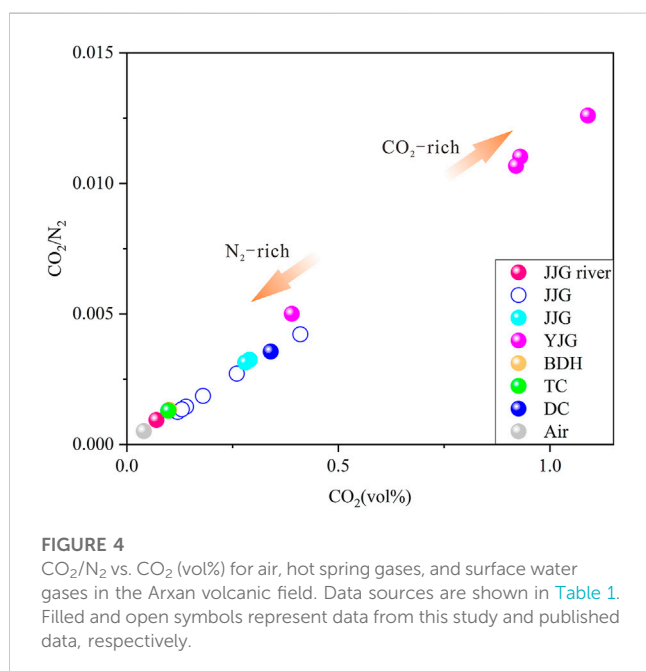 0.015
0.010
0.005
0.000
CO₂/N₂
CO₂-rich
N₂-rich
JJG river
JJG
JJG
YJG
BDH
TC
DC
Air
0.0
0.5
1.0
CO₂(vol%)
FIGURE 4
CO₂/N₂ vs. CO₂ (vol%) for air, hot spring gases, and surface water
gases in the Arxan volcanic field. Data sources are shown in Table 1.
Filled and open symbols represent data from this study and published
data, respectively.